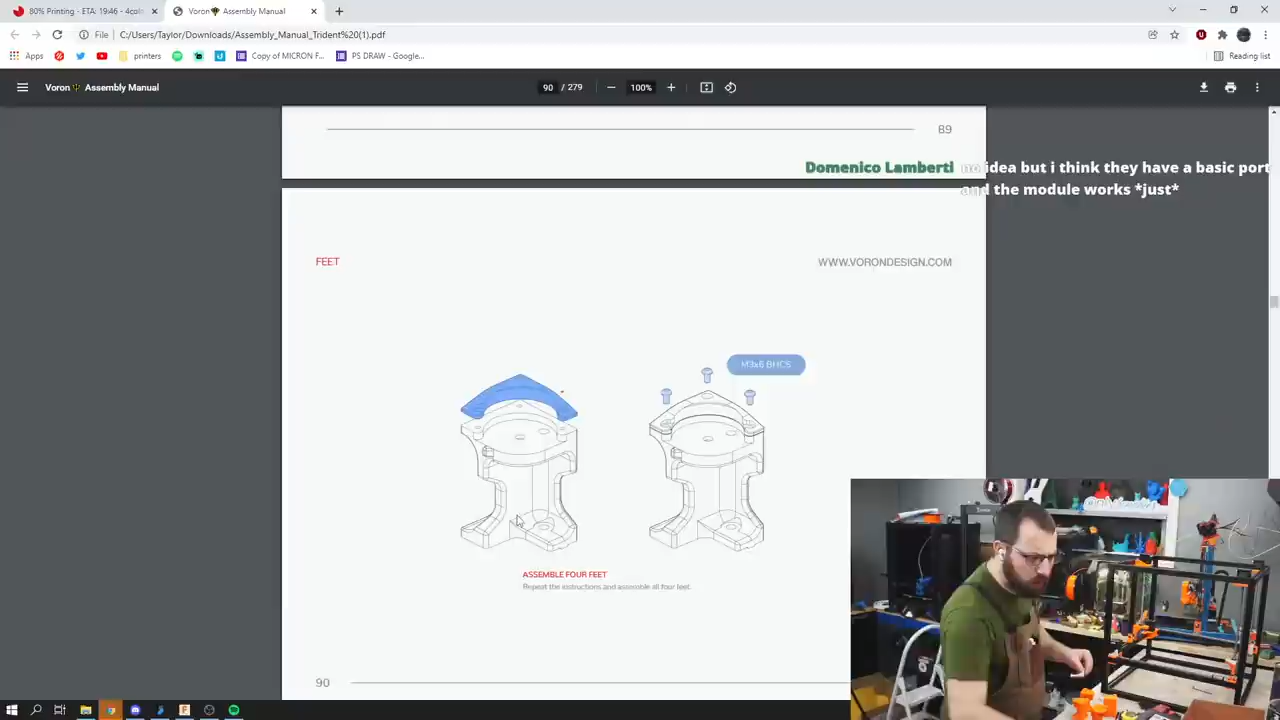 80% Printing - ETA: 19:46 - 4colo
Voron Assembly Manual
File
C:/Users/Taylor/Downloads/Assembly_Manual_Trident%20(1).pdf
Apps
printers
Copy of MICRON F...
PS DRAW - Google...
Reading list
Voron Assembly Manual
90 / 279
100%
89
Domenico Lamberti no idea but i think they have a basic port
and the module works *just*
FEET
WWW.VORONDESIGN.COM
M3x6 BHCS
ASSEMBLE FOUR FEET
Repeat the instructions and assemble all four feet.
90